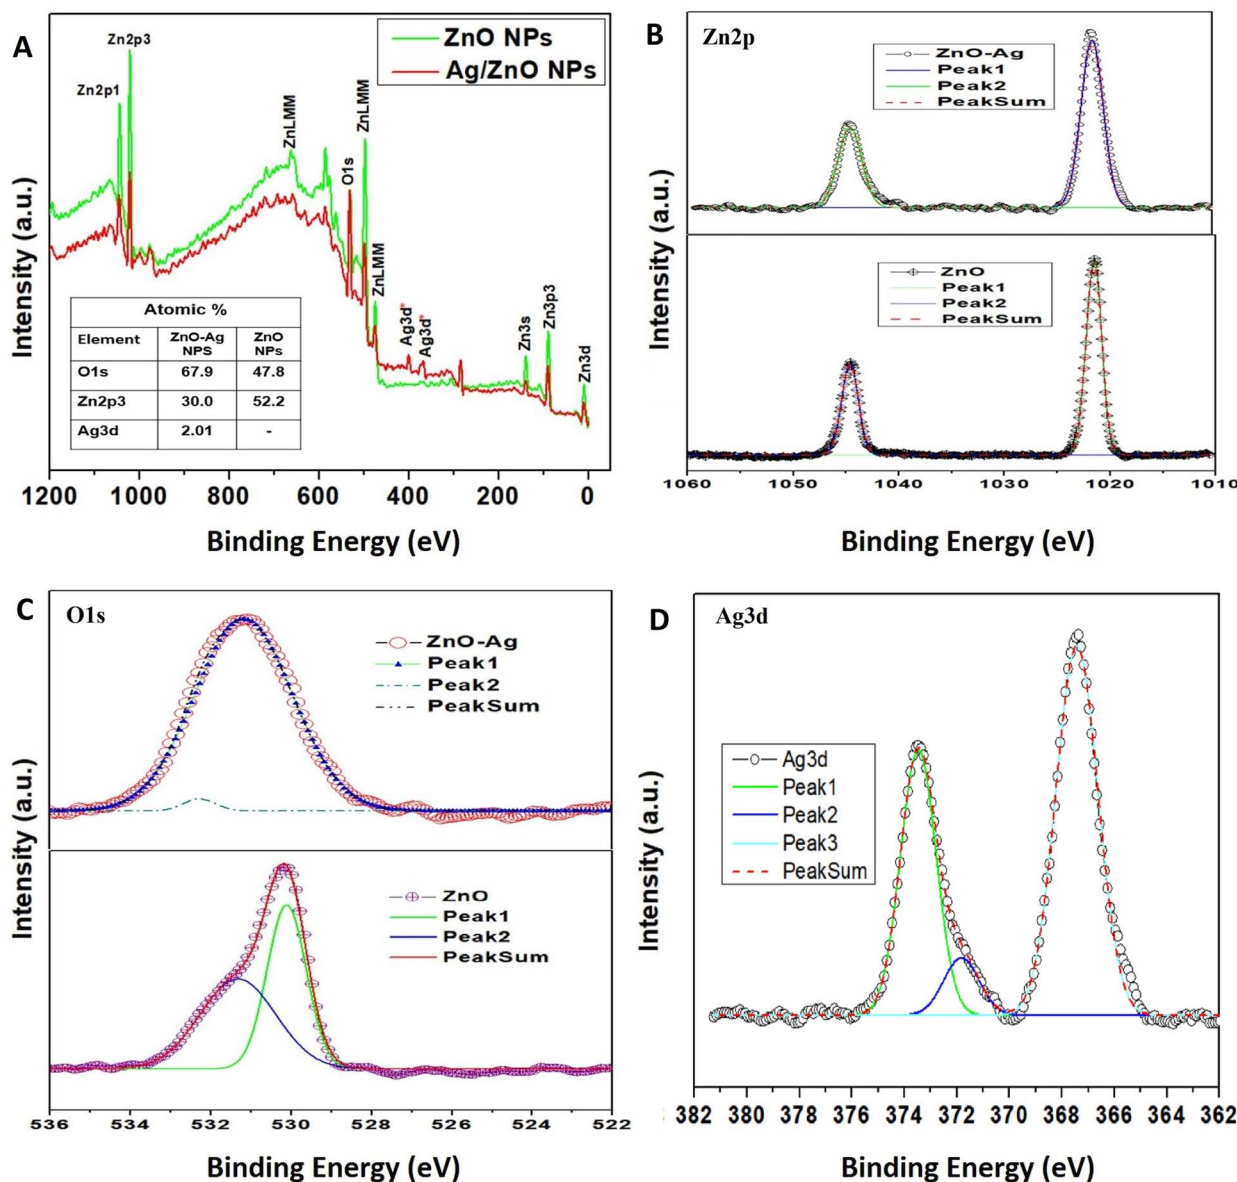 A
Zn2p3
Zn2p1
ZnLMM
ZnLMM
O1s
ZnLMM
Ag3d*
Ag3d*
Zn3s
Zn3p3
Zn3d
ZnO NPs
Ag/ZnO NPs
Atomic %
Element ZnO-Ag NPS ZnO NPs
O1s 67.9 47.8
Zn2p3 30.0 52.2
Ag3d 2.01 -
Intensity (a.u.)
1200 1000 800 600 400 200 0
Binding Energy (eV)
B
Zn2p
ZnO-Ag
Peak1
Peak2
PeakSum
ZnO
Peak1
Peak2
PeakSum
Intensity (a.u.)
1060 1050 1040 1030 1020 1010
Binding Energy (eV)
C
O1s
ZnO-Ag
Peak1
Peak2
PeakSum
ZnO
Peak1
Peak2
PeakSum
Intensity (a.u.)
536 534 532 530 528 526 524 522
Binding Energy (eV)
D
Ag3d
Ag3d
Peak1
Peak2
Peak3
PeakSum
Intensity (a.u.)
382 380 378 376 374 372 370 368 366 364 362
Binding Energy (eV)